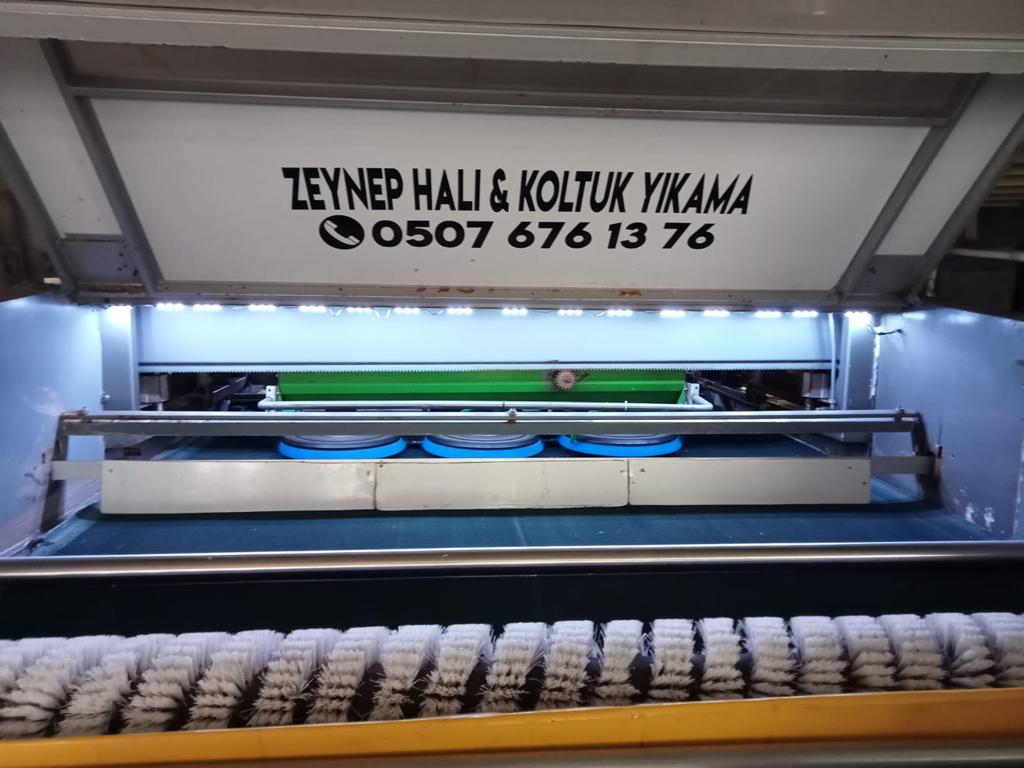 ZEYNEP HALI & KOLTUK YIKAMA
0507 676 13 76